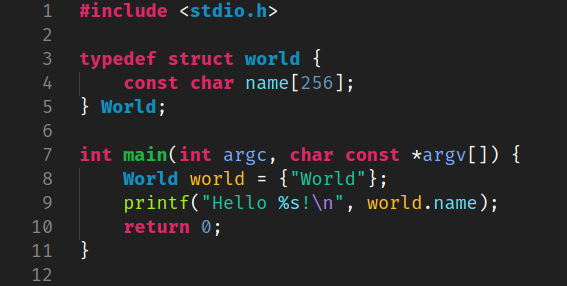 1 #include <stdio.h>
2
3 typedef struct world {
4     const char name[256];
5 } World;
6
7 int main(int argc, char const *argv[]) {
8     World world = {"World"};
9     printf("Hello %s!\n", world.name);
10     return 0;
11 }
12